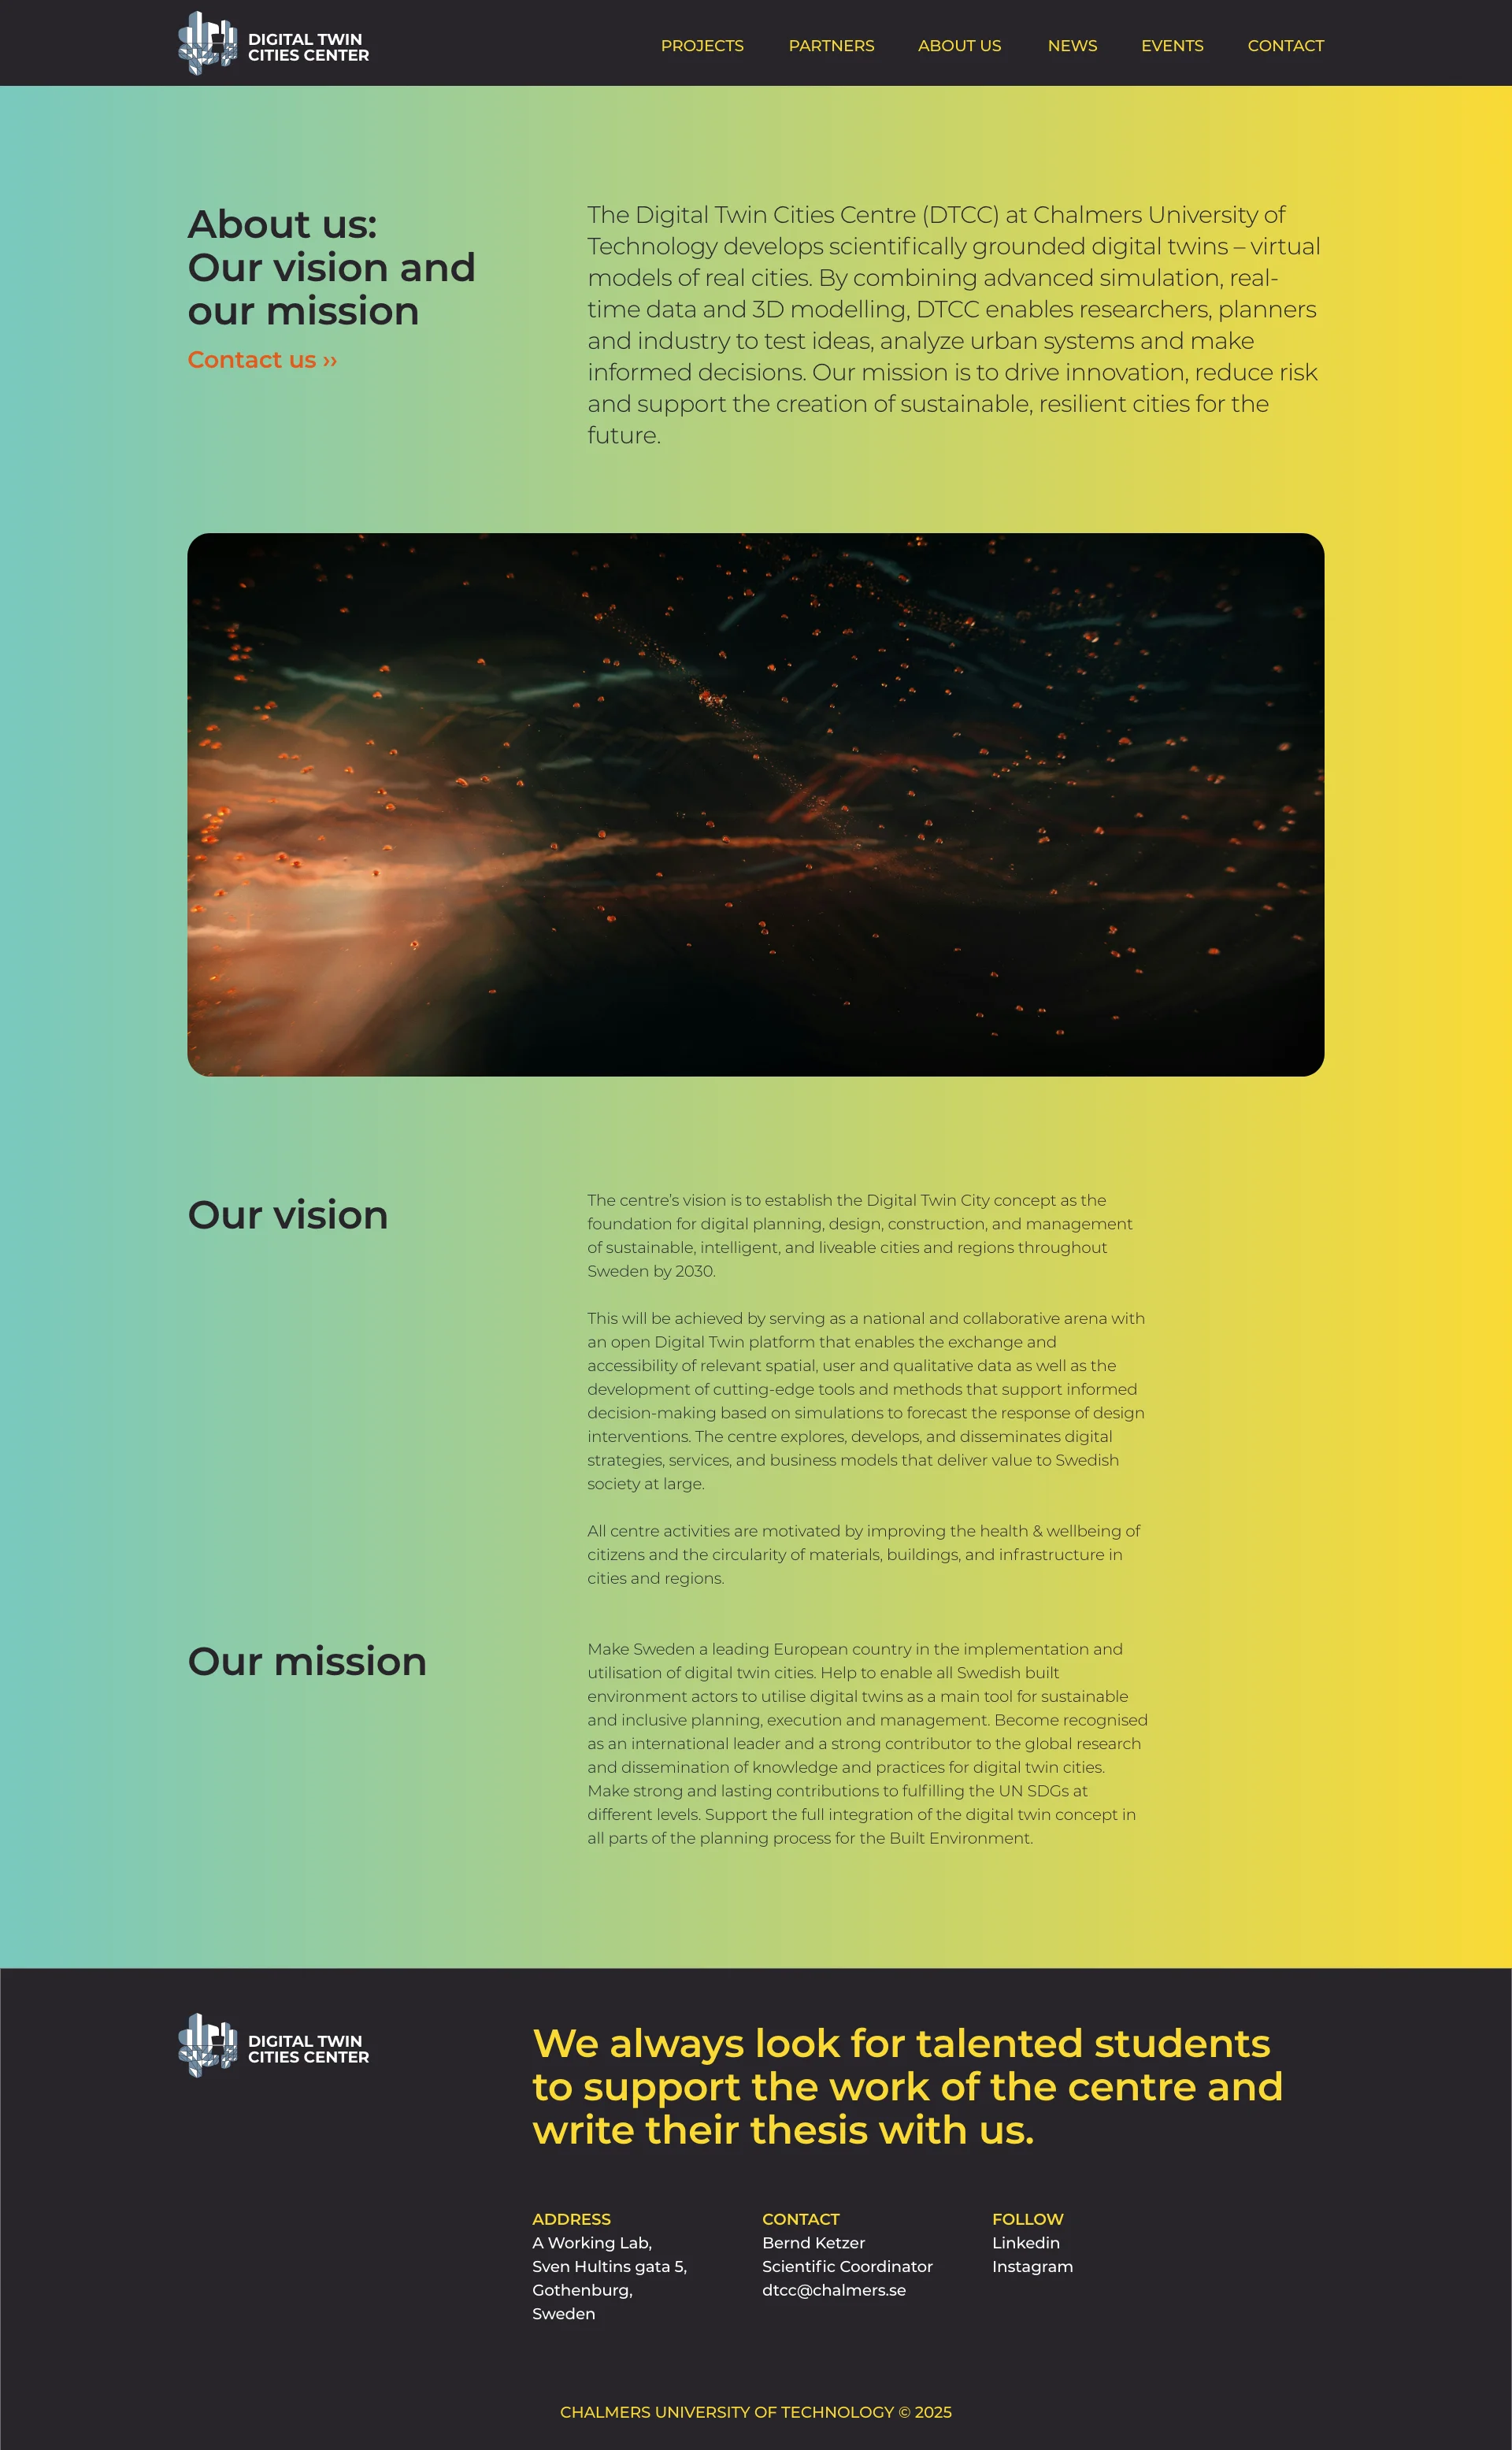 DIGITAL TWIN
CITIES CENTER
PROJECTS PARTNERS ABOUT US NEWS EVENTS CONTACT
About us:
Our vision and
our mission
Contact us ››
The Digital Twin Cities Centre (DTCC) at Chalmers University of
Technology develops scientifically grounded digital twins – virtual
models of real cities. By combining advanced simulation, real-
time data and 3D modelling, DTCC enables researchers, planners
and industry to test ideas, analyze urban systems and make
informed decisions. Our mission is to drive innovation, reduce risk
and support the creation of sustainable, resilient cities for the
future.
Our vision
The centre’s vision is to establish the Digital Twin City concept as the
foundation for digital planning, design, construction, and management
of sustainable, intelligent, and liveable cities and regions throughout
Sweden by 2030.
This will be achieved by serving as a national and collaborative arena with
an open Digital Twin platform that enables the exchange and
accessibility of relevant spatial, user and qualitative data as well as the
development of cutting-edge tools and methods that support informed
decision-making based on simulations to forecast the response of design
interventions. The centre explores, develops, and disseminates digital
strategies, services, and business models that deliver value to Swedish
society at large.
All centre activities are motivated by improving the health & wellbeing of
citizens and the circularity of materials, buildings, and infrastructure in
cities and regions.
Our mission
Make Sweden a leading European country in the implementation and
utilisation of digital twin cities. Help to enable all Swedish built
environment actors to utilise digital twins as a main tool for sustainable
and inclusive planning, execution and management. Become recognised
as an international leader and a strong contributor to the global research
and dissemination of knowledge and practices for digital twin cities.
Make strong and lasting contributions to fulfilling the UN SDGs at
different levels. Support the full integration of the digital twin concept in
all parts of the planning process for the Built Environment.
DIGITAL TWIN
CITIES CENTER
We always look for talented students
to support the work of the centre and
write their thesis with us.
ADDRESS
A Working Lab,
Sven Hultins gata 5,
Gothenburg,
Sweden
CONTACT
Bernd Ketzer
Scientific Coordinator
dtcc@chalmers.se
FOLLOW
Linkedin
Instagram
CHALMERS UNIVERSITY OF TECHNOLOGY © 2025